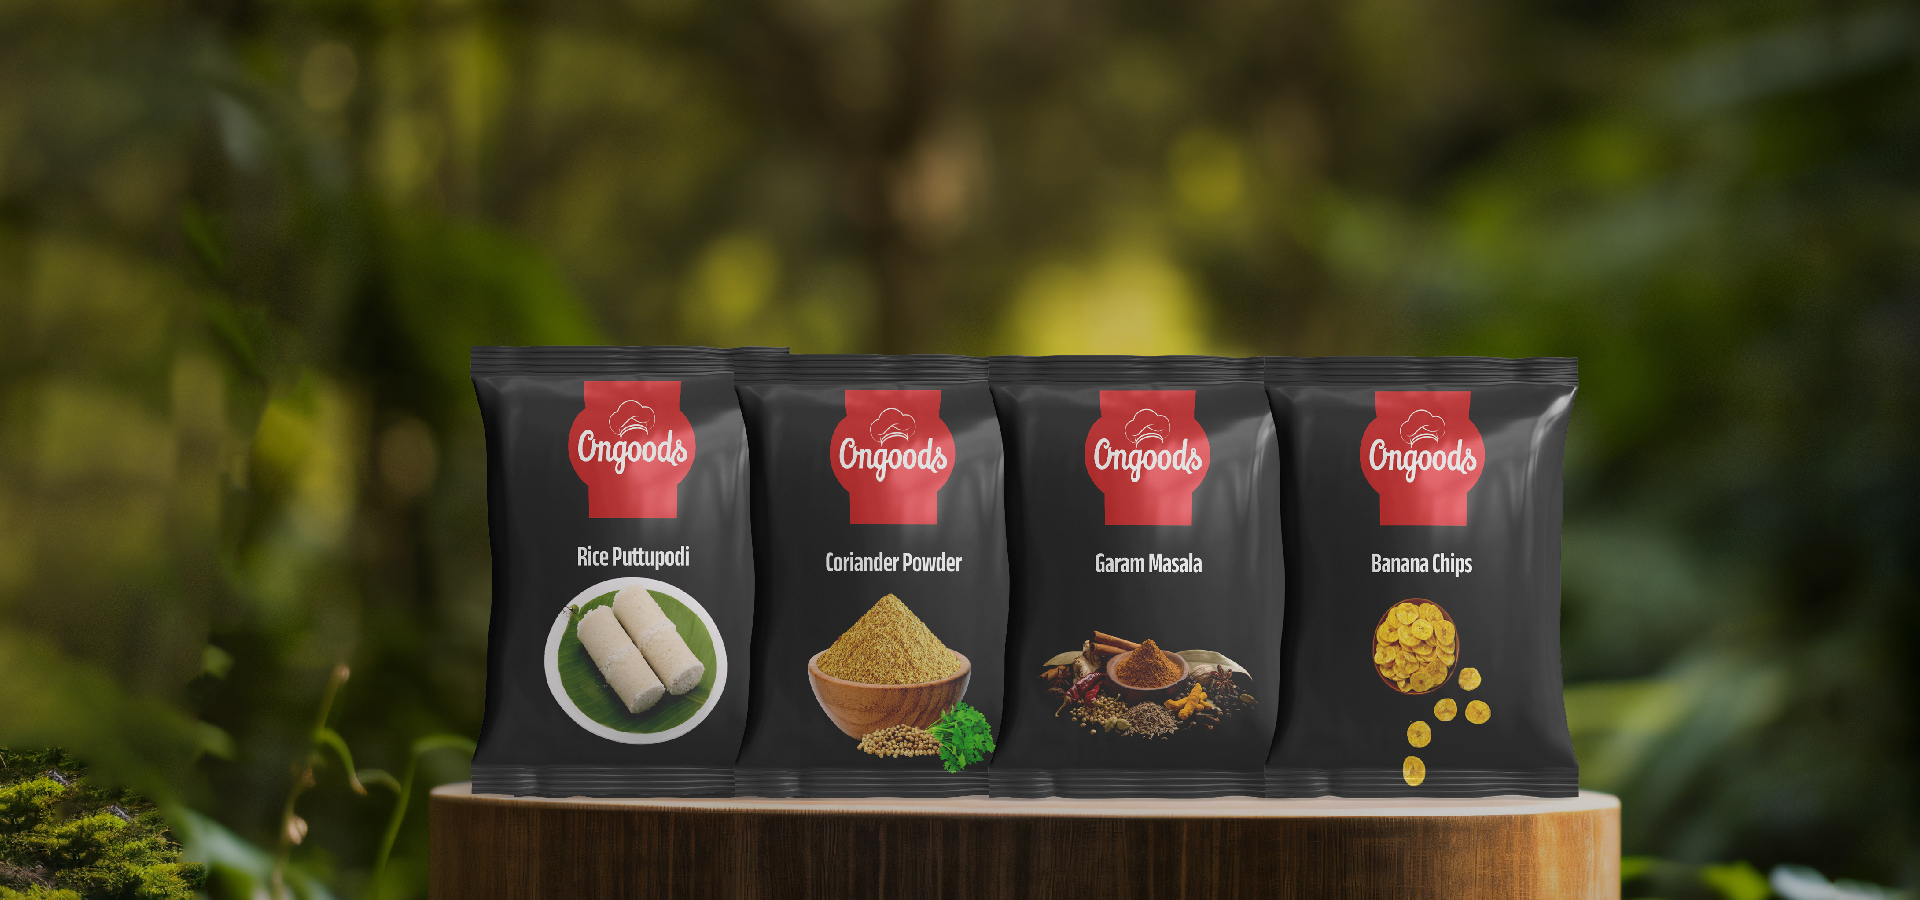 Ongoods
Rice Puttupodi
Ongoods
Coriander Powder
Ongoods
Garam Masala
Ongoods
Banana Chips